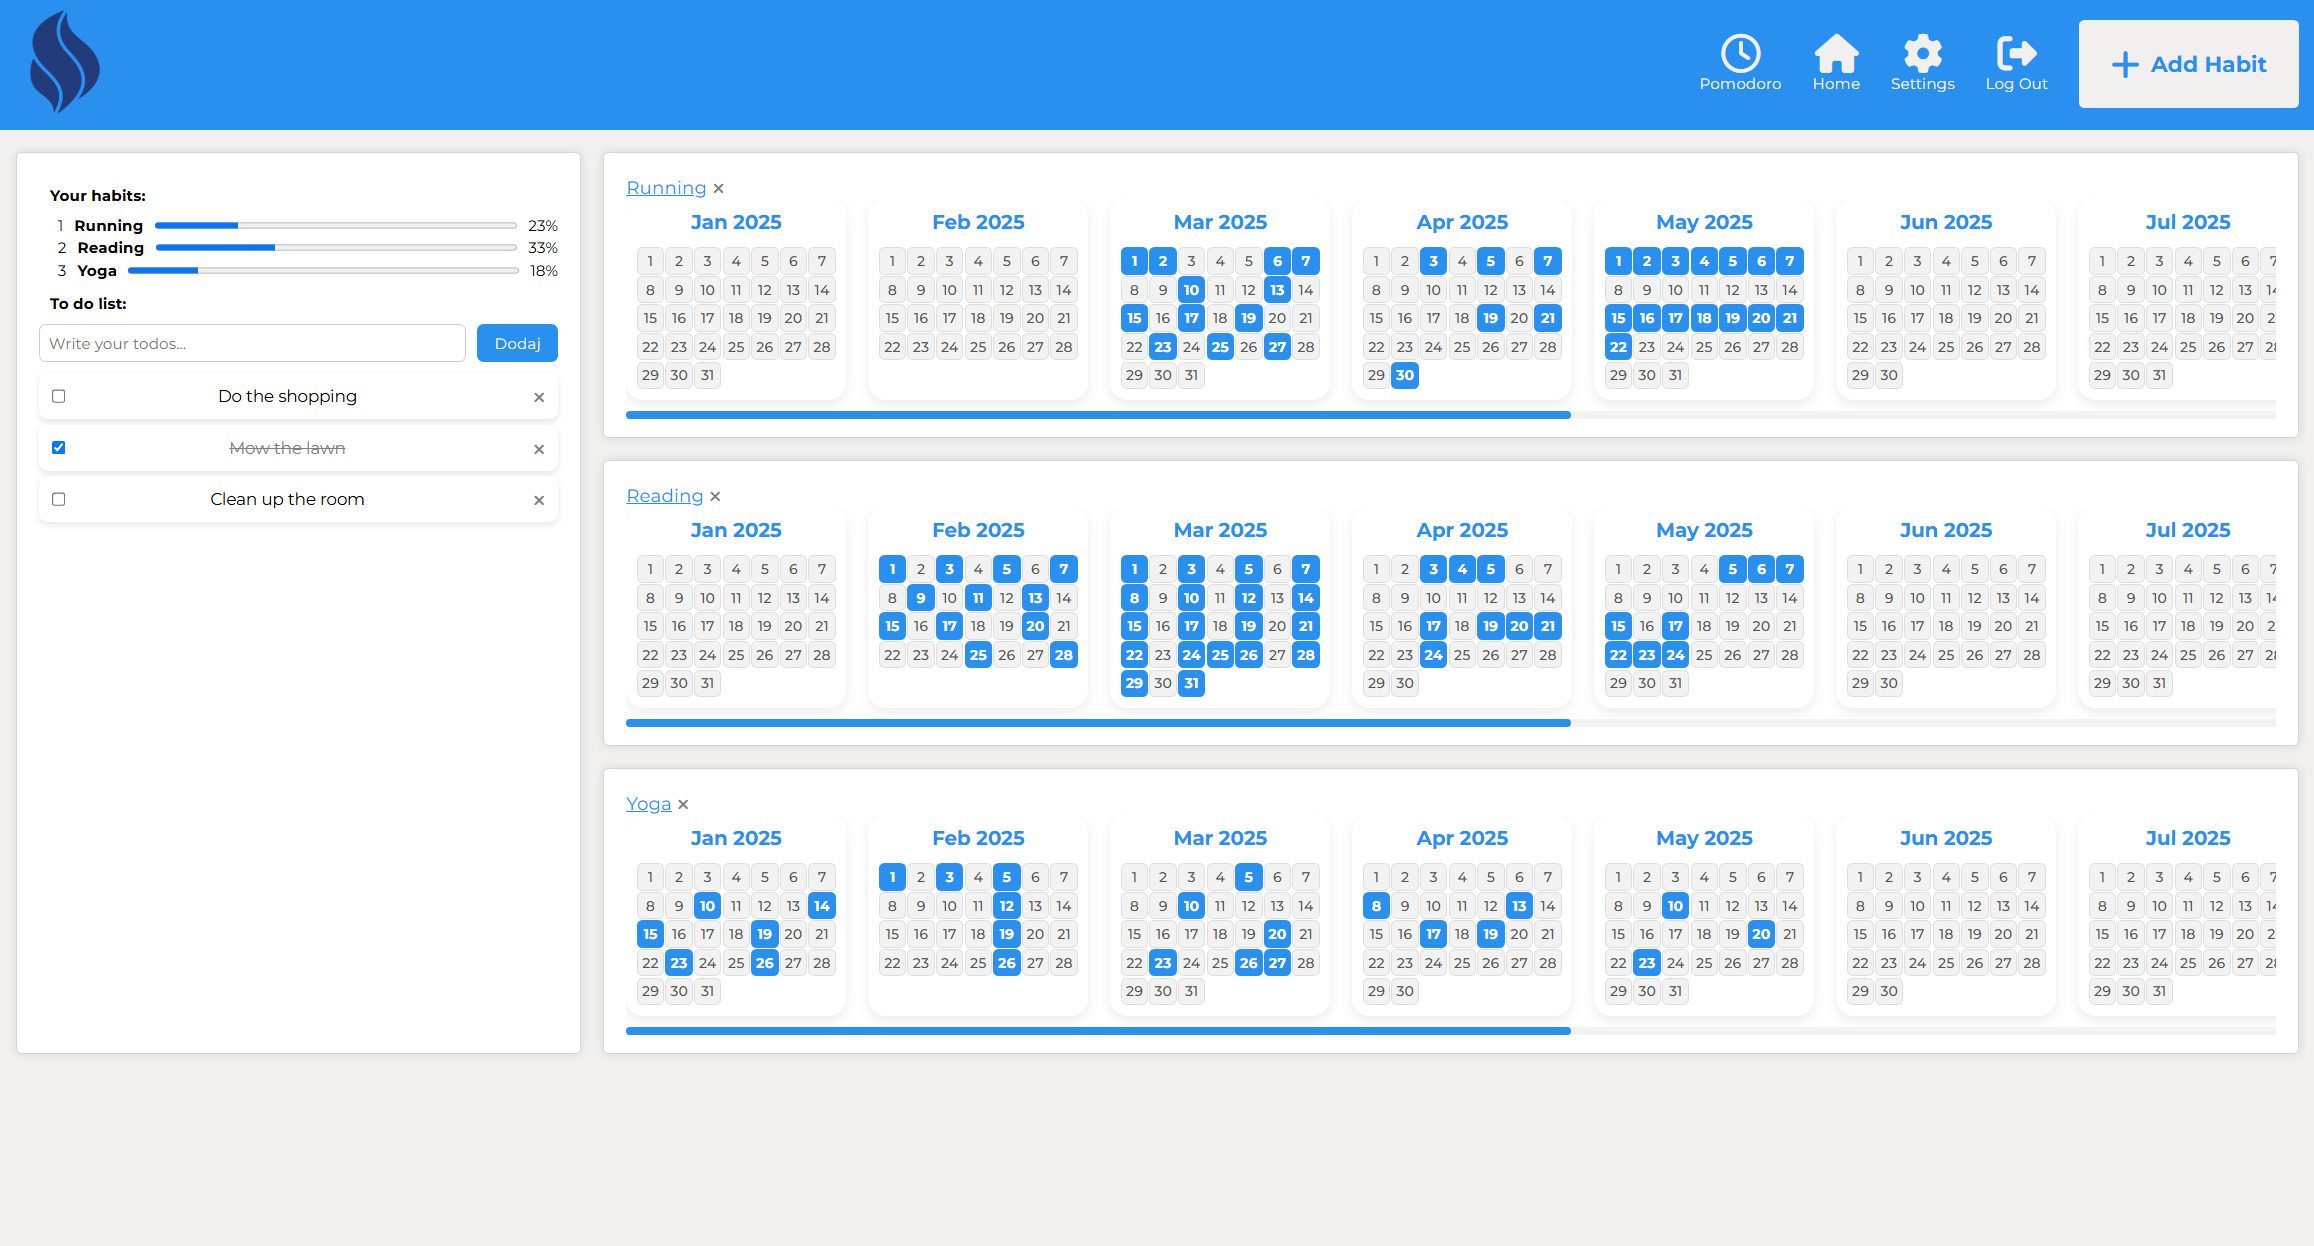 Pomodoro
Home
Settings
Log Out
Add Habit
Your habits:
1 Running 23%
2 Reading 33%
3 Yoga 18%
To do list:
Write your todos...
Dodaj
Do the shopping ×
Mow the lawn ×
Clean up the room ×
Running ×
Jan 2025 Feb 2025 Mar 2025 Apr 2025 May 2025 Jun 2025 Jul 2025
1 2 3 4 5 6 7 1 2 3 4 5 6 7 1 2 3 4 5 6 7 1 2 3 4 5 6 7 1 2 3 4 5 6 7 1 2 3 4 5 6 7 1 2 3 4 5 6 7
8 9 10 11 12 13 14 8 9 10 11 12 13 14 8 9 10 11 12 13 14 8 9 10 11 12 13 14 8 9 10 11 12 13 14 8 9 10 11 12 13 14 8 9 10 11 12 13
15 16 17 18 19 20 21 15 16 17 18 19 20 21 15 16 17 18 19 20 21 15 16 17 18 19 20 21 15 16 17 18 19 20 21 15 16 17 18 19 20 21 15 16 17 18 19 20
22 23 24 25 26 27 28 22 23 24 25 26 27 28 22 23 24 25 26 27 28 22 23 24 25 26 27 28 22 23 24 25 26 27 28 22 23 24 25 26 27 28 22 23 24 25 26 27
29 30 31 29 30 31 29 30 29 30 31 29 30 29 30 31
Reading ×
Jan 2025 Feb 2025 Mar 2025 Apr 2025 May 2025 Jun 2025 Jul 2025
1 2 3 4 5 6 7 1 2 3 4 5 6 7 1 2 3 4 5 6 7 1 2 3 4 5 6 7 1 2 3 4 5 6 7 1 2 3 4 5 6 7 1 2 3 4 5 6 7
8 9 10 11 12 13 14 8 9 10 11 12 13 14 8 9 10 11 12 13 14 8 9 10 11 12 13 14 8 9 10 11 12 13 14 8 9 10 11 12 13 14 8 9 10 11 12 13
15 16 17 18 19 20 21 15 16 17 18 19 20 21 15 16 17 18 19 20 21 15 16 17 18 19 20 21 15 16 17 18 19 20 21 15 16 17 18 19 20 21 15 16 17 18 19 20
22 23 24 25 26 27 28 22 23 24 25 26 27 28 22 23 24 25 26 27 28 22 23 24 25 26 27 28 22 23 24 25 26 27 28 22 23 24 25 26 27 28 22 23 24 25 26 27
29 30 31 29 30 31 29 30 29 30 31 29 30 29 30 31
Yoga ×
Jan 2025 Feb 2025 Mar 2025 Apr 2025 May 2025 Jun 2025 Jul 2025
1 2 3 4 5 6 7 1 2 3 4 5 6 7 1 2 3 4 5 6 7 1 2 3 4 5 6 7 1 2 3 4 5 6 7 1 2 3 4 5 6 7 1 2 3 4 5 6 7
8 9 10 11 12 13 14 8 9 10 11 12 13 14 8 9 10 11 12 13 14 8 9 10 11 12 13 14 8 9 10 11 12 13 14 8 9 10 11 12 13 14 8 9 10 11 12 13
15 16 17 18 19 20 21 15 16 17 18 19 20 21 15 16 17 18 19 20 21 15 16 17 18 19 20 21 15 16 17 18 19 20 21 15 16 17 18 19 20 21 15 16 17 18 19 20
22 23 24 25 26 27 28 22 23 24 25 26 27 28 22 23 24 25 26 27 28 22 23 24 25 26 27 28 22 23 24 25 26 27 28 22 23 24 25 26 27 28 22 23 24 25 26 27
29 30 31 29 30 31 29 30 29 30 31 29 30 29 30 31